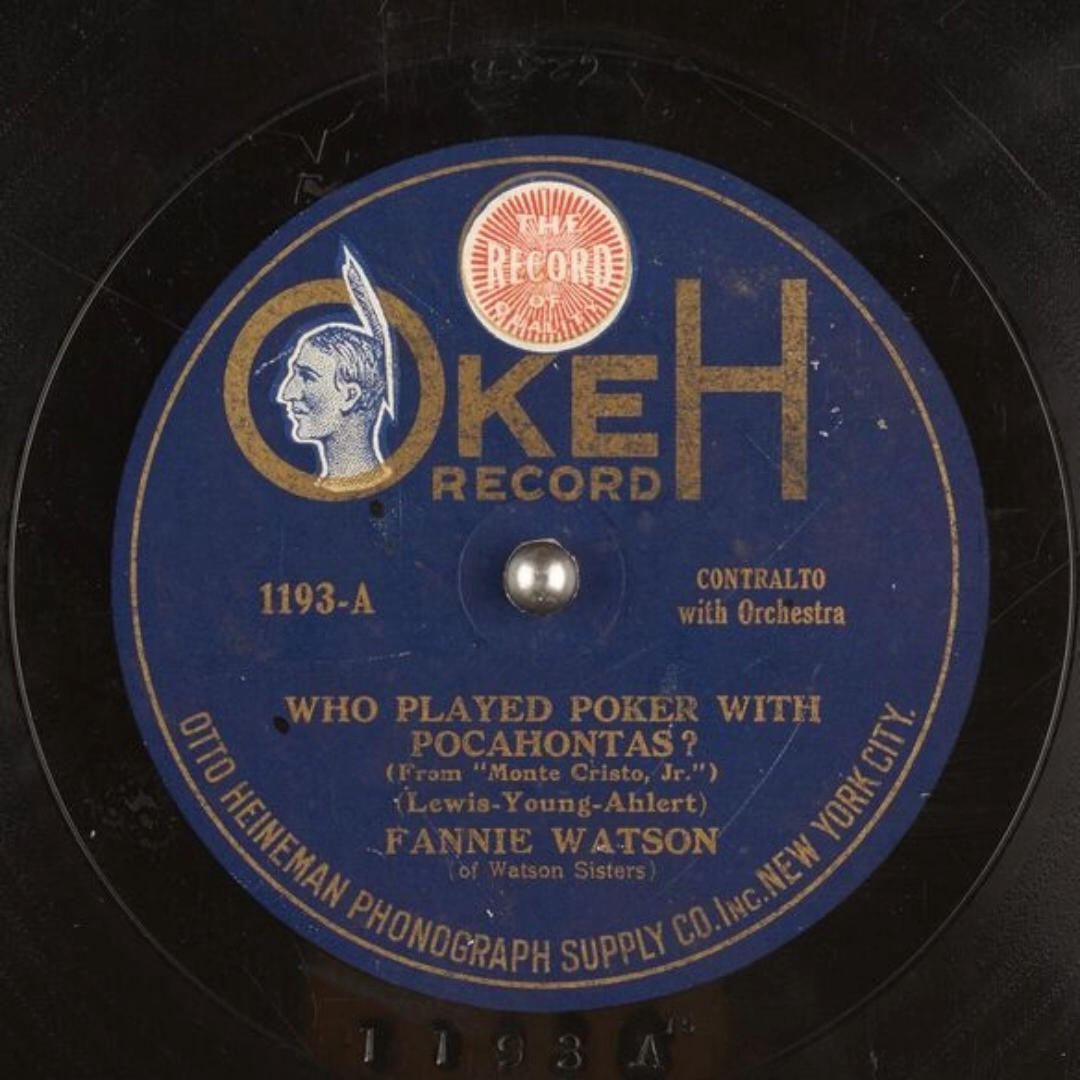 THE
RECORD
OF
QUALITY
OKEH
RECORD
1193-A
CONTRALTO
with Orchestra
WHO PLAYED POKER WITH
POCAHONTAS?
(From "Monte Cristo, Jr.")
(Lewis-Young-Ahlert)
FANNIE WATSON
(of Watson Sisters)
OTTO HEINEMAN PHONOGRAPH SUPPLY CO. INC. NEW YORK CITY.
1193 A